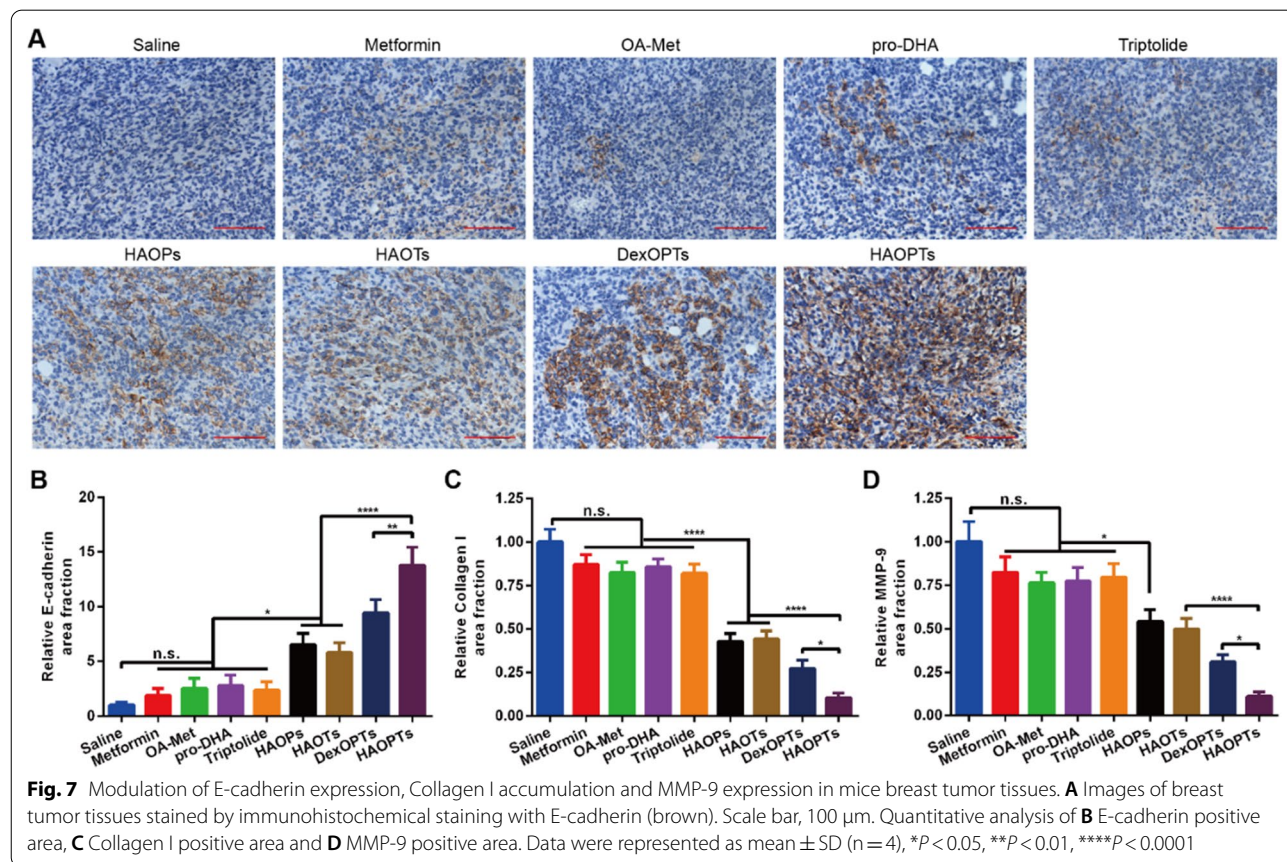 A
Saline Metformin OA-Met pro-DHA Triptolide
HAOPs HAOTs DexOPTs HAOPTs
B
Relative E-cadherin
area fraction
20
15
10
5
0
n.s.
*
****
**
Saline
Metformin
OA-Met
pro-DHA
Triptolide
HAOPs
HAOTs
DexOPTs
HAOPTs
C
Relative Collagen I
area fraction
1.25
1.00
0.75
0.50
0.25
0.00
n.s.
****
****
*
Saline
Metformin
OA-Met
pro-DHA
Triptolide
HAOPs
HAOTs
DexOPTs
HAOPTs
D
Relative MMP-9
area fraction
1.25
1.00
0.75
0.50
0.25
0.00
n.s.
*
****
*
Saline
Metformin
OA-Met
pro-DHA
Triptolide
HAOPs
HAOTs
DexOPTs
HAOPTs
Fig. 7 Modulation of E-cadherin expression, Collagen I accumulation and MMP-9 expression in mice breast tumor tissues. A Images of breast
tumor tissues stained by immunohistochemical staining with E-cadherin (brown). Scale bar, 100 μm. Quantitative analysis of B E-cadherin positive
area, C Collagen I positive area and D MMP-9 positive area. Data were represented as mean ± SD (n = 4), *P < 0.05, **P < 0.01, ****P < 0.0001